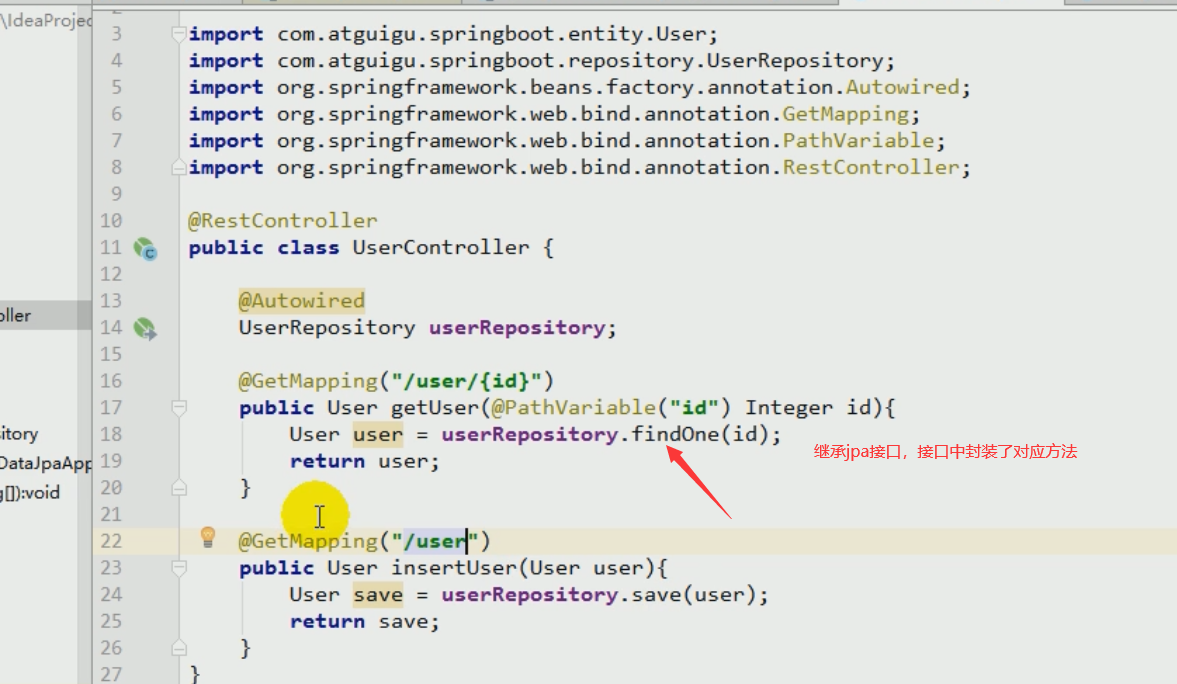 \IdeaProjec
3 import com.atguigu.springboot.entity.User;
4 import com.atguigu.springboot.repository.UserRepository;
5 import org.springframework.beans.factory.annotation.Autowired;
6 import org.springframework.web.bind.annotation.GetMapping;
7 import org.springframework.web.bind.annotation.PathVariable;
8 import org.springframework.web.bind.annotation.RestController;
9
10 @RestController
11 public class UserController {
12
13 @Autowired
oller
14 UserRepository userRepository;
15
16 @GetMapping("/user/{id}")
17 public User getUser(@PathVariable("id") Integer id){
itory
18 User user = userRepository.findOne(id);
继承jpa接口，接口中封装了对应方法
DataJpaApp
19 return user;
g[]):void
20 }
21
22 @GetMapping("/user")
23 public User insertUser(User user){
24 User save = userRepository.save(user);
25 return save;
26 }
27 }